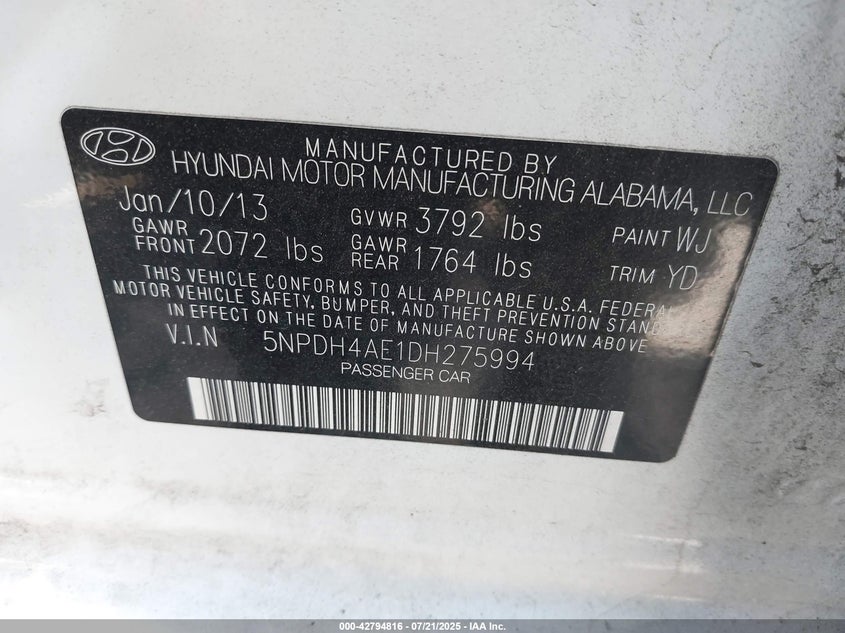 MANUFACTURED BY
HYUNDAI MOTOR MANUFACTURING ALABAMA, LLC
Jan/10/13 GVWR 3792 lbs PAINT WJ
GAWR FRONT 2072 lbs GAWR REAR 1764 lbs TRIM YD
THIS VEHICLE CONFORMS TO ALL APPLICABLE U.S.A. FEDERAL
MOTOR VEHICLE SAFETY, BUMPER, AND THEFT PREVENTION STAND
IN EFFECT ON THE DATE OF MANUFACTURE SHOWN ABOVE
V.I.N 5NPDH4AE1DH275994
PASSENGER CAR
000-42794816 - 07/21/2025 - IAA Inc.